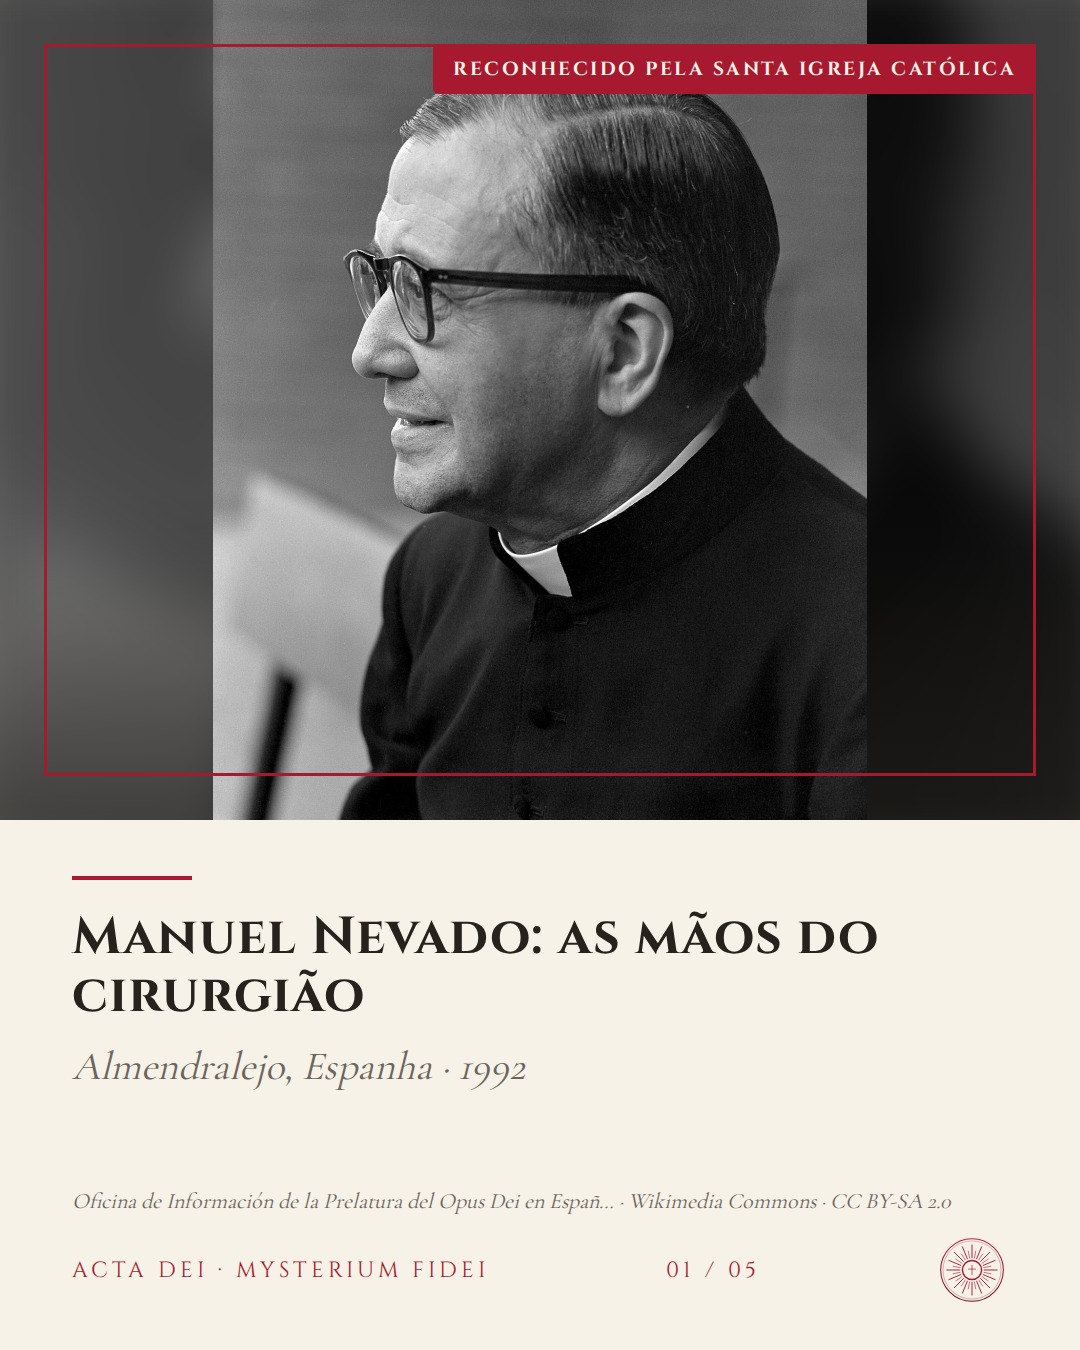 RECONHECIDO PELA SANTA IGREJA CATÓLICA
Manuel Nevado: as mãos do
cirurgião
Almendralejo, Espanha · 1992
Oficina de Información de la Prelatura del Opus Dei en Españ... · Wikimedia Commons · CC BY-SA 2.0
ACTA DEI · MYSTERIUM FIDEI
01 / 05